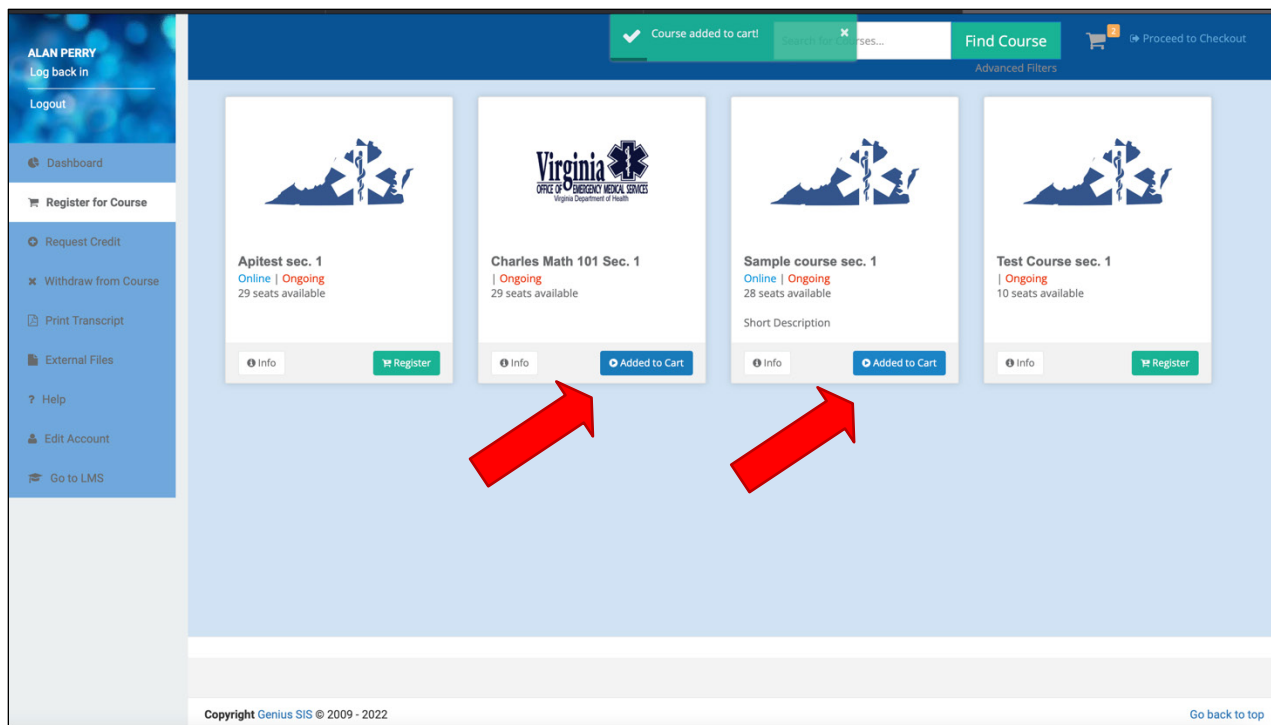 ALAN PERRY
Log back in
Logout
Dashboard
Register for Course
Request Credit
Withdraw from Course
Print Transcript
External Files
? Help
Edit Account
Go to LMS
Course added to cart!
×
Search for Courses...
Find Course
Advanced Filters
2
Proceed to Checkout
Apitest sec. 1
Online | Ongoing
29 seats available
Info
Register
Virginia
OFFICE OF EMERGENCY MEDICAL SERVICES
Virginia Department of Health
Charles Math 101 Sec. 1
| Ongoing
29 seats available
Info
Added to Cart
Sample course sec. 1
Online | Ongoing
28 seats available
Short Description
Info
Added to Cart
Test Course sec. 1
| Ongoing
10 seats available
Info
Register
Copyright Genius SIS © 2009 - 2022
Go back to top